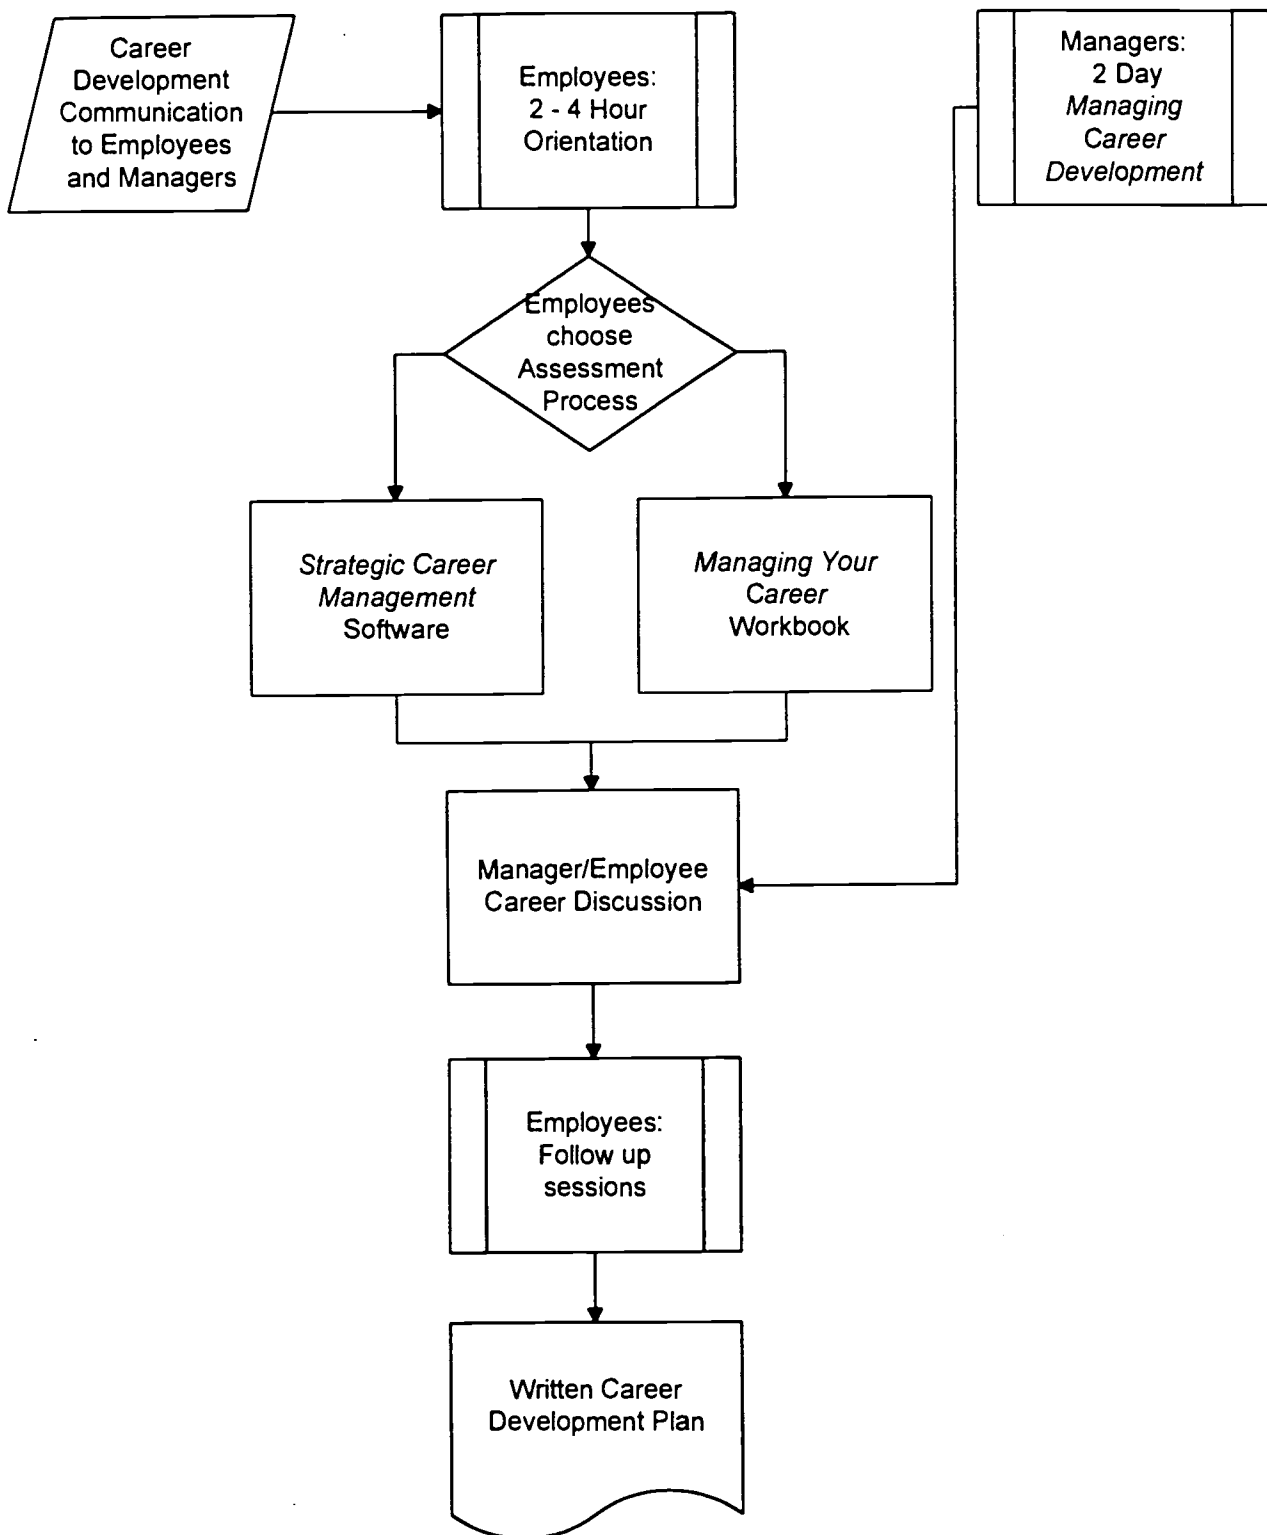 Career
Development
Communication
to Employees
and Managers
Employees:
2 - 4 Hour
Orientation
Managers:
2 Day
Managing
Career
Development
Employees
choose
Assessment
Process
Strategic Career
Management
Software
Managing Your
Career
Workbook
Manager/Employee
Career Discussion
Employees:
Follow up
sessions
Written Career
Development Plan